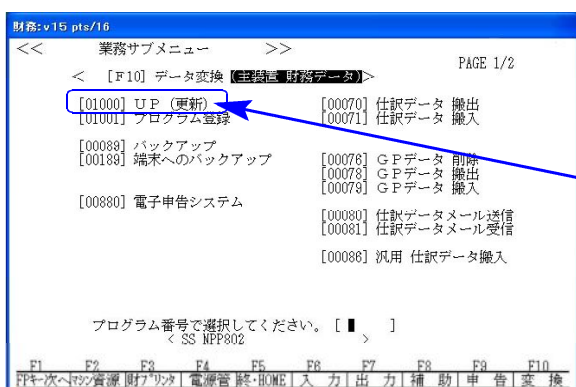 財務:v15 pts/16
<< 業務サブメニュー >>
PAGE 1/2
< [F10] データ変換 (主装置 財務データ)>
[01000] UP (更新) [00070] 仕訳データ 搬出
[01001] プログラム登録 [00071] 仕訳データ 搬入
[00089] バックアップ
[00189] 端末へのバックアップ [00076] GPデータ 削除
[00078] GPデータ 搬出
[00079] GPデータ 搬入
[00880] 電子申告システム
[00080] 仕訳データメール送信
[00081] 仕訳データメール受信
[00086] 汎用 仕訳データ搬入
プログラム番号で選択してください。 [ ]
< SS NPP802 >
F1 F2 F3 F4 F5 F6 F7 F8 F9 F10
FPキー次へ マシン資源 財プリンタ 電源管 終・HOME 入 力 出 力 補 助 申 告 変 換